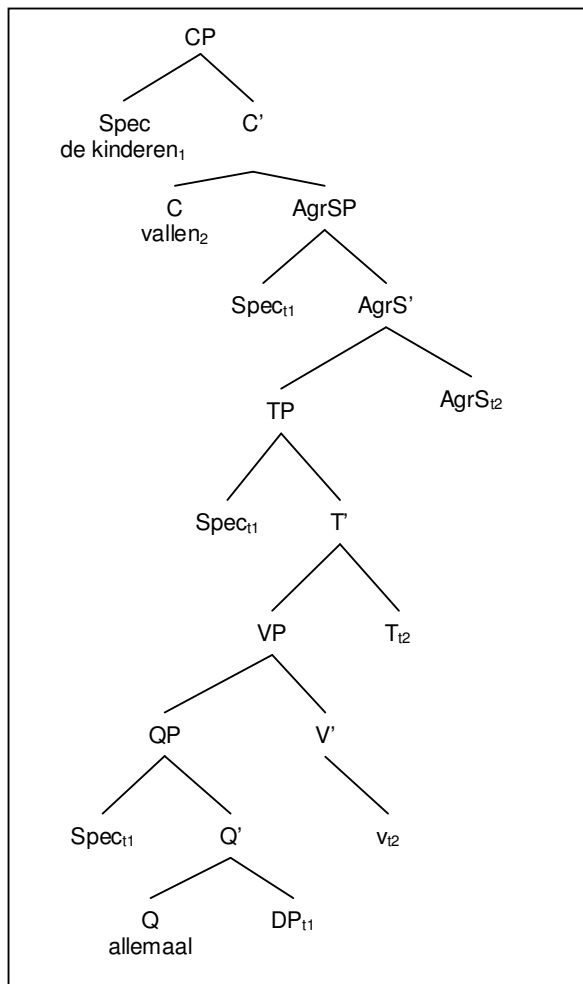 CP
Spec C’
de kinderen₁
C AgrSP
vallen₂
Specₜ₁ AgrS’
TP AgrSₜ₂
Specₜ₁ T’
VP Tₜ₂
QP V’
Specₜ₁ Q’ vₜ₂
Q DPₜ₁
allemaal